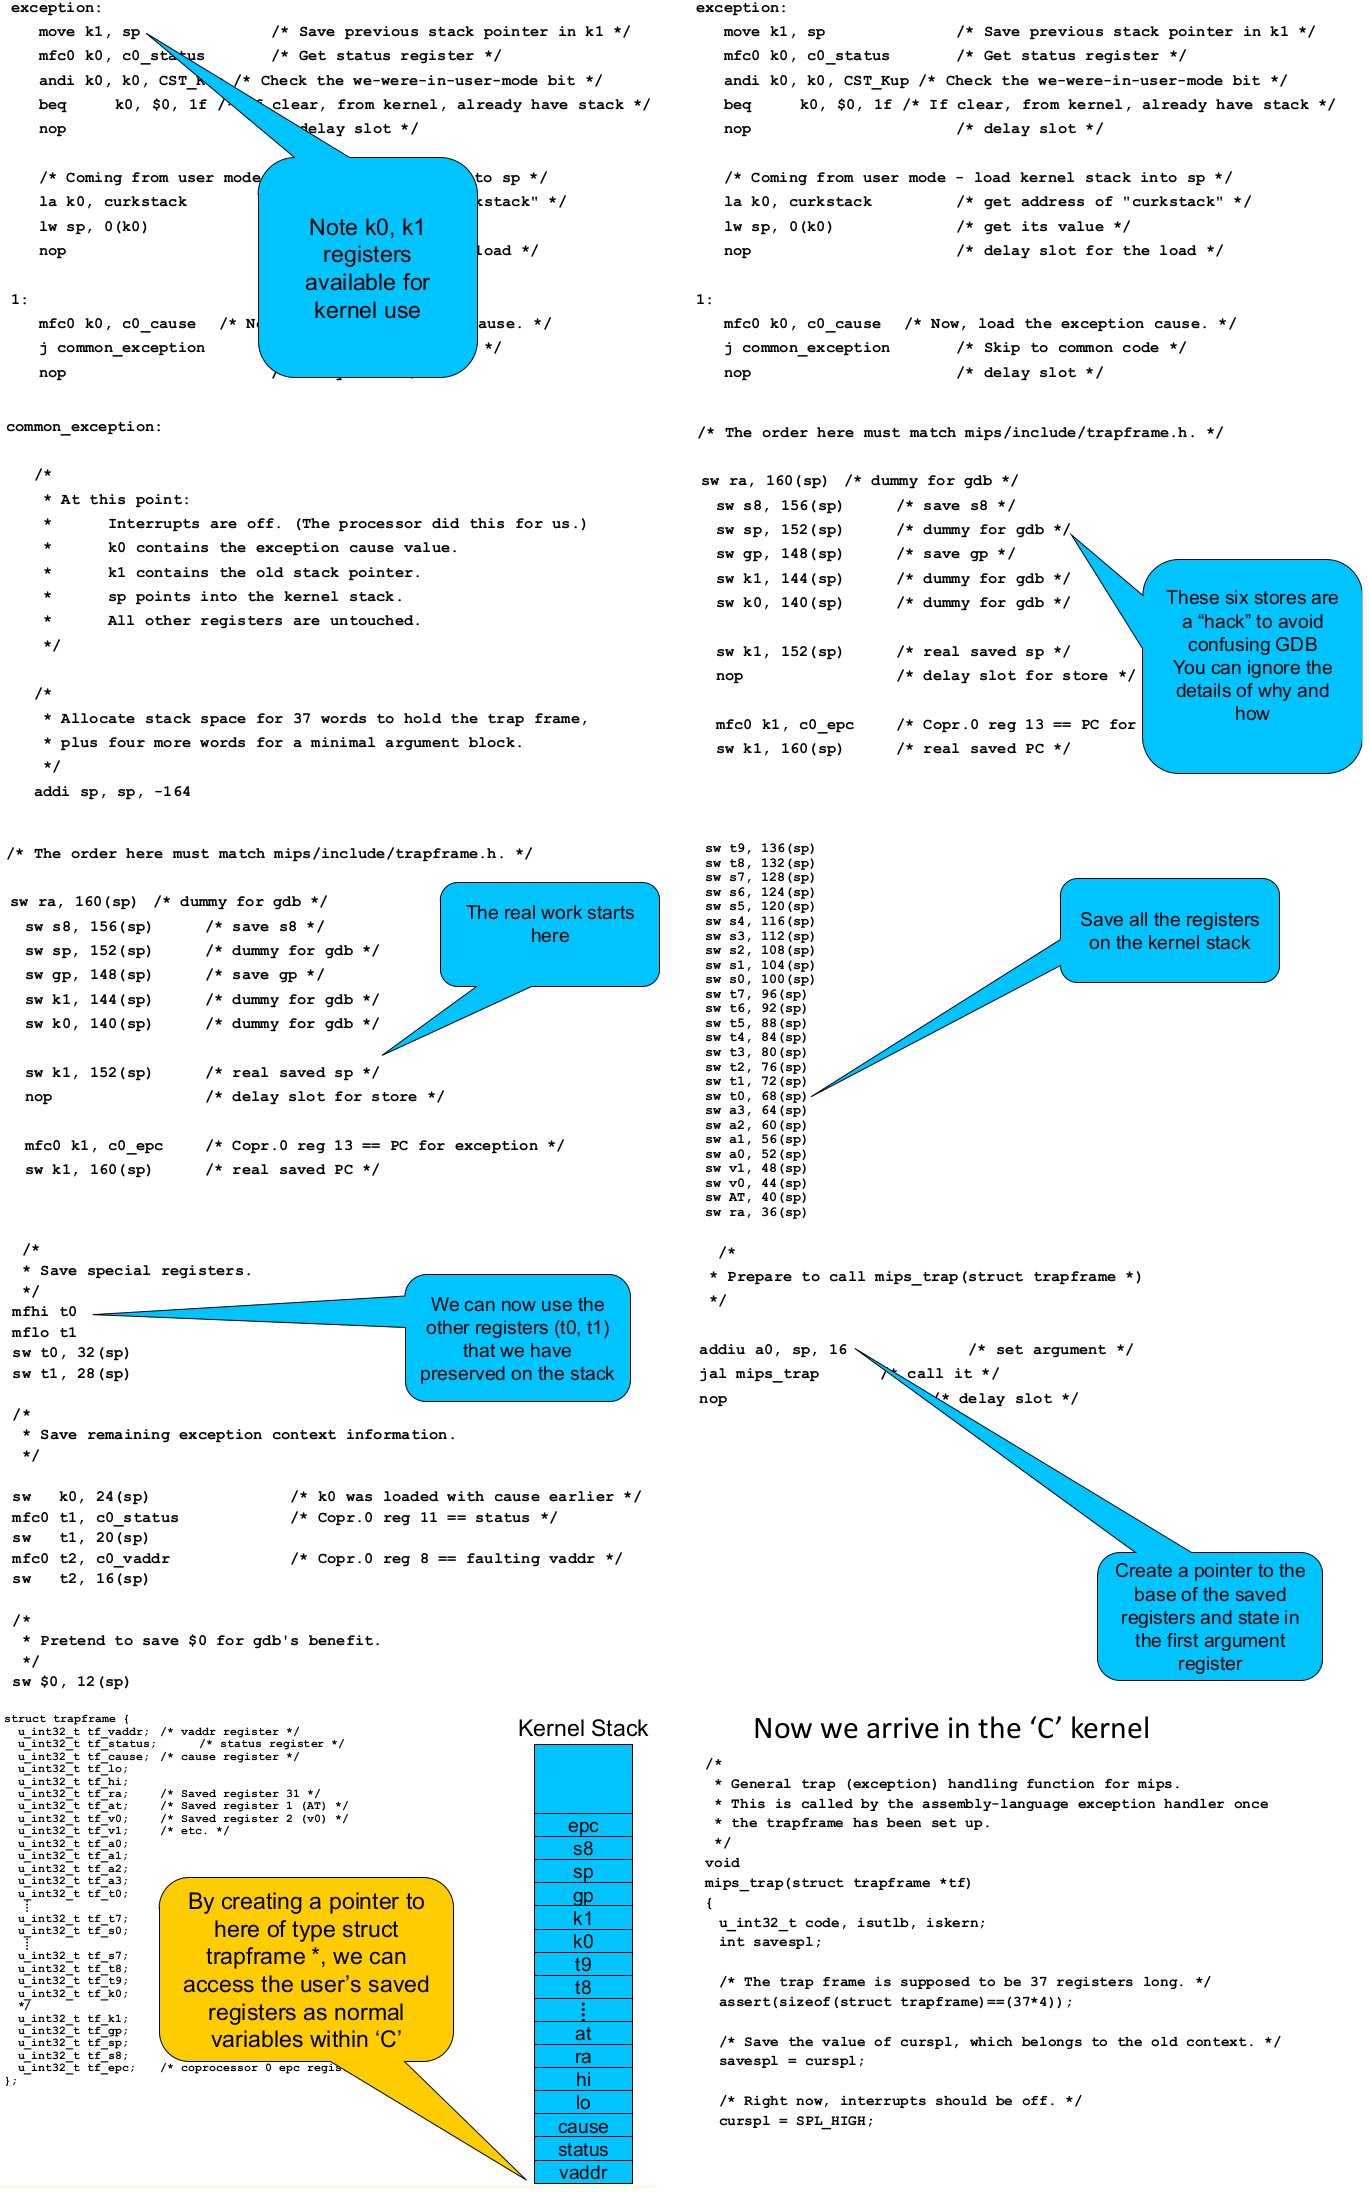 exception:
move k1, sp /* Save previous stack pointer in k1 */
mfc0 k0, c0_status /* Get status register */
andi k0, k0, CST_Kup /* Check the we-were-in-user-mode bit */
beq k0, $0, 1f /* If clear, from kernel, already have stack */
nop delay slot */
/* Coming from user mode to sp */
la k0, curkstack kstack" */
lw sp, 0(k0)
nop load */
1:
mfc0 k0, c0_cause /* No ause. */
j common_exception */
nop
Note k0, k1
registers
available for
kernel use
exception:
move k1, sp /* Save previous stack pointer in k1 */
mfc0 k0, c0_status /* Get status register */
andi k0, k0, CST_Kup /* Check the we-were-in-user-mode bit */
beq k0, $0, 1f /* If clear, from kernel, already have stack */
nop /* delay slot */
/* Coming from user mode - load kernel stack into sp */
la k0, curkstack /* get address of "curkstack" */
lw sp, 0(k0) /* get its value */
nop /* delay slot for the load */
1:
mfc0 k0, c0_cause /* Now, load the exception cause. */
j common_exception /* Skip to common code */
nop /* delay slot */
common_exception:
/*
* At this point:
* Interrupts are off. (The processor did this for us.)
* k0 contains the exception cause value.
* k1 contains the old stack pointer.
* sp points into the kernel stack.
* All other registers are untouched.
*/
/*
* Allocate stack space for 37 words to hold the trap frame,
* plus four more words for a minimal argument block.
*/
addi sp, sp, -164
/* The order here must match mips/include/trapframe.h. */
sw ra, 160(sp) /* dummy for gdb */
sw s8, 156(sp) /* save s8 */
sw sp, 152(sp) /* dummy for gdb */
sw gp, 148(sp) /* save gp */
sw k1, 144(sp) /* dummy for gdb */
sw k0, 140(sp) /* dummy for gdb */
sw k1, 152(sp) /* real saved sp */
nop /* delay slot for store */
mfc0 k1, c0_epc /* Copr.0 reg 13 == PC for
sw k1, 160(sp) /* real saved PC */
These six stores are
a “hack” to avoid
confusing GDB
You can ignore the
details of why and
how
/* The order here must match mips/include/trapframe.h. */
sw ra, 160(sp) /* dummy for gdb */
sw s8, 156(sp) /* save s8 */
sw sp, 152(sp) /* dummy for gdb */
sw gp, 148(sp) /* save gp */
sw k1, 144(sp) /* dummy for gdb */
sw k0, 140(sp) /* dummy for gdb */
sw k1, 152(sp) /* real saved sp */
nop /* delay slot for store */
mfc0 k1, c0_epc /* Copr.0 reg 13 == PC for exception */
sw k1, 160(sp) /* real saved PC */
The real work starts
here
sw t9, 136(sp)
sw t8, 132(sp)
sw s7, 128(sp)
sw s6, 124(sp)
sw s5, 120(sp)
sw s4, 116(sp)
sw s3, 112(sp)
sw s2, 108(sp)
sw s1, 104(sp)
sw s0, 100(sp)
sw t7, 96(sp)
sw t6, 92(sp)
sw t5, 88(sp)
sw t4, 84(sp)
sw t3, 80(sp)
sw t2, 76(sp)
sw t1, 72(sp)
sw t0, 68(sp)
sw a3, 64(sp)
sw a2, 60(sp)
sw a1, 56(sp)
sw a0, 52(sp)
sw v1, 48(sp)
sw v0, 44(sp)
sw AT, 40(sp)
sw ra, 36(sp)
Save all the registers
on the kernel stack
/*
* Save special registers.
*/
mfhi t0
mflo t1
sw t0, 32(sp)
sw t1, 28(sp)
/*
* Save remaining exception context information.
*/
sw k0, 24(sp) /* k0 was loaded with cause earlier */
mfc0 t1, c0_status /* Copr.0 reg 11 == status */
sw t1, 20(sp)
mfc0 t2, c0_vaddr /* Copr.0 reg 8 == faulting vaddr */
sw t2, 16(sp)
/*
* Pretend to save $0 for gdb's benefit.
*/
sw $0, 12(sp)
We can now use the
other registers (t0, t1)
that we have
preserved on the stack
/*
* Prepare to call mips_trap(struct trapframe *)
*/
addiu a0, sp, 16 /* set argument */
jal mips_trap /* call it */
nop /* delay slot */
Create a pointer to the
base of the saved
registers and state in
the first argument
register
struct trapframe {
u_int32_t tf_vaddr; /* vaddr register */
u_int32_t tf_status; /* status register */
u_int32_t tf_cause; /* cause register */
u_int32_t tf_lo;
u_int32_t tf_hi;
u_int32_t tf_ra; /* Saved register 31 */
u_int32_t tf_at; /* Saved register 1 (AT) */
u_int32_t tf_v0; /* Saved register 2 (v0) */
u_int32_t tf_v1; /* etc. */
u_int32_t tf_a0;
u_int32_t tf_a1;
u_int32_t tf_a2;
u_int32_t tf_a3;
u_int32_t tf_t0;
⋮
u_int32_t tf_t7;
u_int32_t tf_s0;
⋮
u_int32_t tf_s7;
u_int32_t tf_t8;
u_int32_t tf_t9;
u_int32_t tf_k0;
*/
u_int32_t tf_k1;
u_int32_t tf_gp;
u_int32_t tf_sp;
u_int32_t tf_s8;
u_int32_t tf_epc; /* coprocessor 0 epc regis
};
By creating a pointer to
here of type struct
trapframe *, we can
access the user’s saved
registers as normal
variables within ‘C’
Kernel Stack
epc
s8
sp
gp
k1
k0
t9
t8
⋮
at
ra
hi
lo
cause
status
vaddr
Now we arrive in the ‘C’ kernel
/*
* General trap (exception) handling function for mips.
* This is called by the assembly-language exception handler once
* the trapframe has been set up.
*/
void
mips_trap(struct trapframe *tf)
{
u_int32_t code, isutlb, iskern;
int savespl;
/* The trap frame is supposed to be 37 registers long. */
assert(sizeof(struct trapframe)==(37*4));
/* Save the value of curspl, which belongs to the old context. */
savespl = curspl;
/* Right now, interrupts should be off. */
curspl = SPL_HIGH;